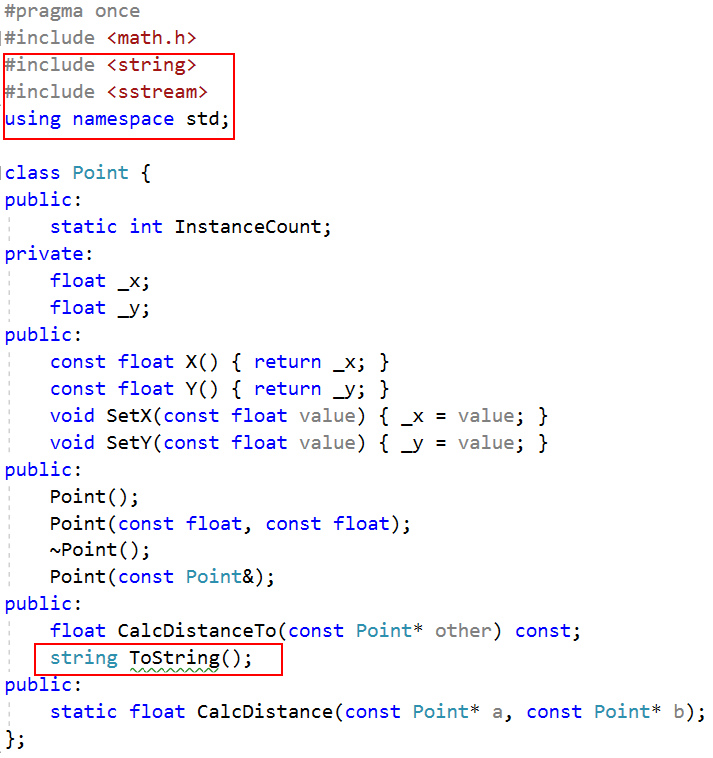 #pragma once
#include <math.h>
#include <string>
#include <sstream>
using namespace std;
class Point {
public:
    static int InstanceCount;
private:
    float _x;
    float _y;
public:
    const float X() { return _x; }
    const float Y() { return _y; }
    void SetX(const float value) { _x = value; }
    void SetY(const float value) { _y = value; }
public:
    Point();
    Point(const float, const float);
    ~Point();
    Point(const Point&);
public:
    float CalcDistanceTo(const Point* other) const;
    string ToString();
public:
    static float CalcDistance(const Point* a, const Point* b);
};